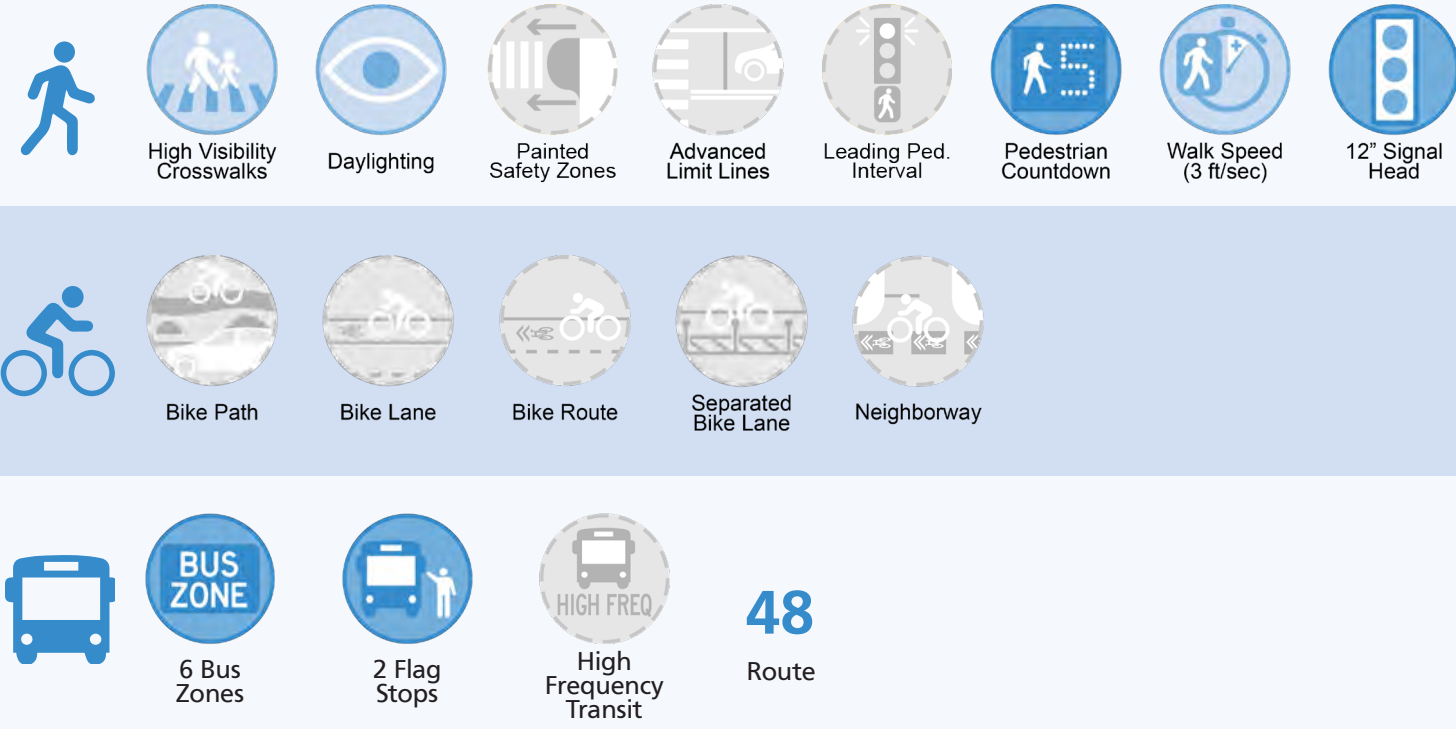 High Visibility
Crosswalks
Daylighting
Painted
Safety Zones
Advanced
Limit Lines
Leading Ped.
Interval
5
Pedestrian
Countdown
Walk Speed
(3 ft/sec)
12” Signal
Head
Bike Path
Bike Lane
Bike Route
Separated
Bike Lane
Neighborway
BUS
ZONE
6 Bus
Zones
2 Flag
Stops
HIGH FREQ
High
Frequency
Transit
48
Route